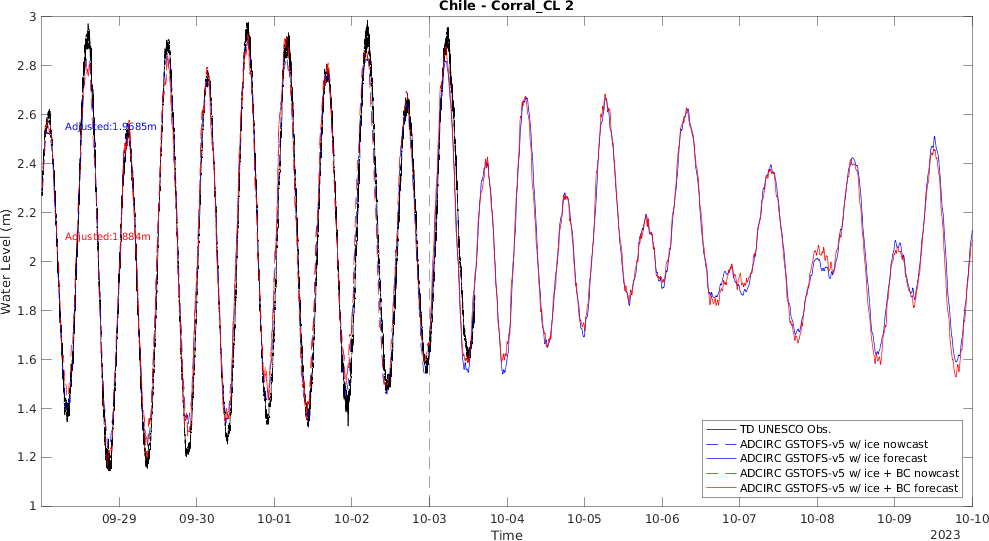 Chile - Corral_CL 2
Water Level (m)
3
2.8
2.6
2.4
2.2
2
1.8
1.6
1.4
1.2
1
Adjusted:1.9685m
Adjusted:1.884m
TD UNESCO Obs.
ADCIRC GSTOFS-v5 w/ ice nowcast
ADCIRC GSTOFS-v5 w/ ice forecast
ADCIRC GSTOFS-v5 w/ ice + BC nowcast
ADCIRC GSTOFS-v5 w/ ice + BC forecast
09-29 09-30 10-01 10-02 10-03 10-04 10-05 10-06 10-07 10-08 10-09 10-10
Time
2023